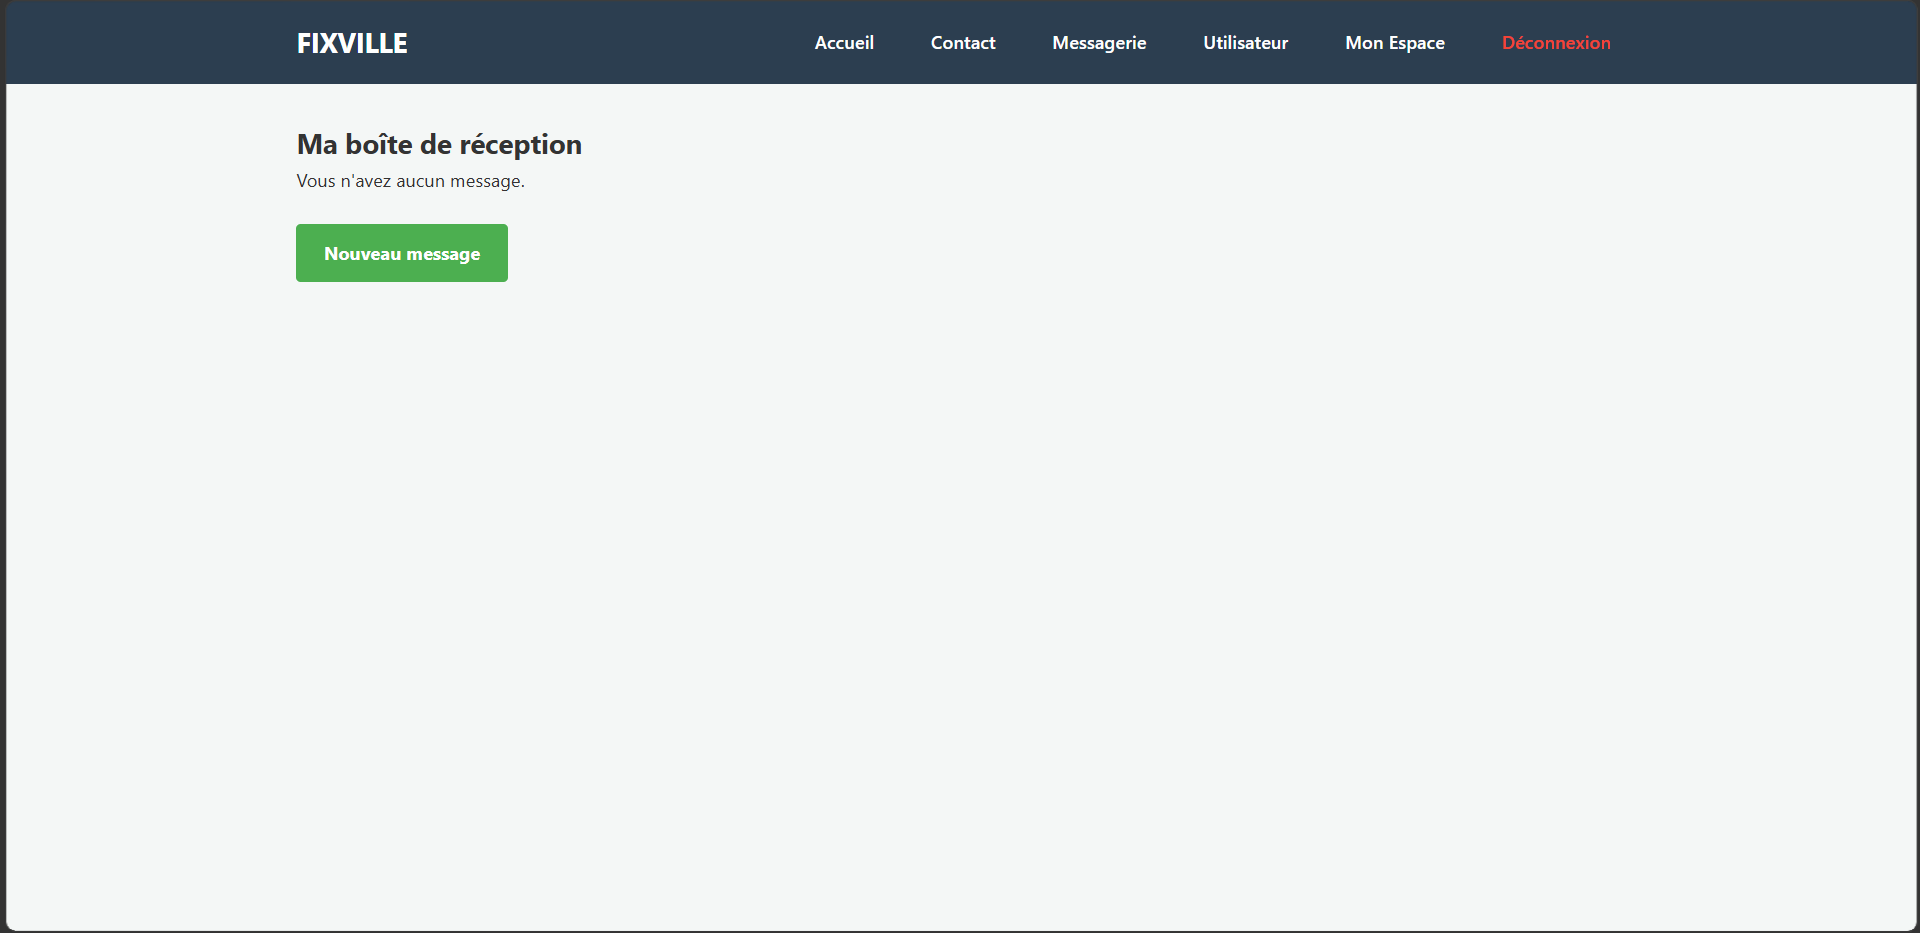 FIXVILLE Accueil Contact Messagerie Utilisateur Mon Espace Déconnexion
Ma boîte de réception
Vous n'avez aucun message.
Nouveau message